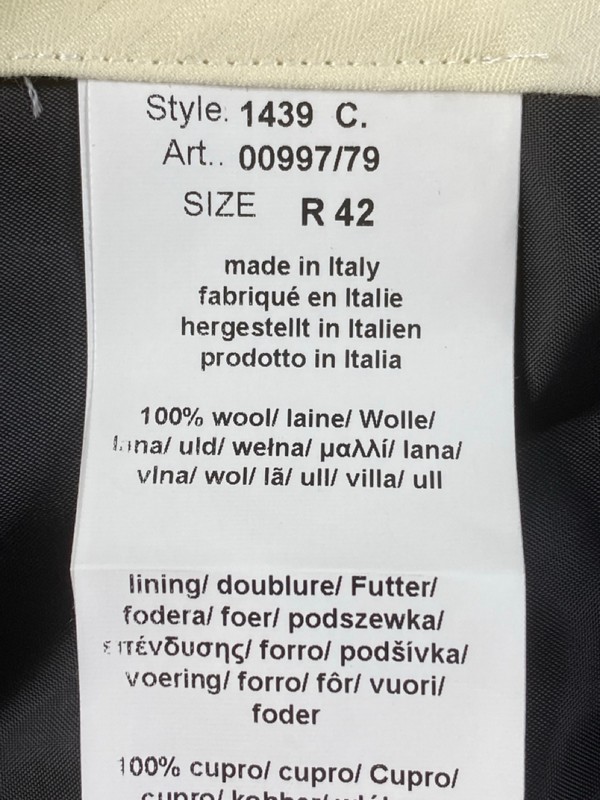 Style: 1439 C.
Art.. 00997/79
SIZE R 42
made in Italy
fabriqué en Italie
hergestellt in Italien
prodotto in Italia
100% wool/ laine/ Wolle/
lana/ uld/ wełna/ μαλλί/ lana/
vlna/ wol/ lã/ ull/ villa/ ull
lining/ doublure/ Futter/
fodera/ foer/ podszewka/
επένδυσης/ forro/ podšívka/
voering/ forro/ fôr/ vuori/
foder
100% cupro/ cupro/ Cupro/